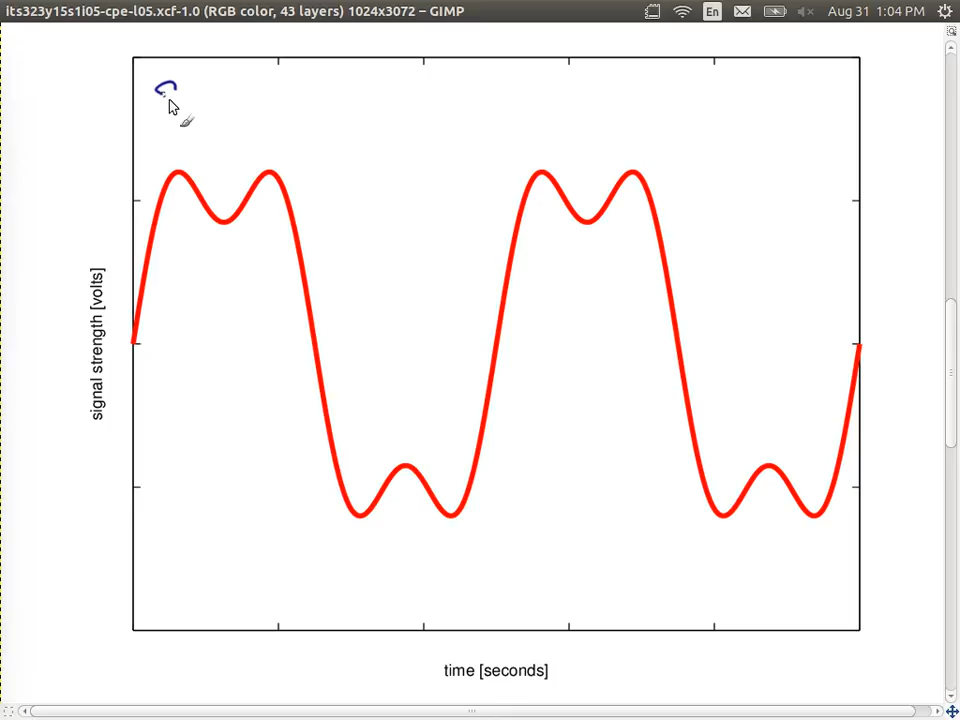 its323y15s1i05-cpe-l05.xcf-1.0 (RGB color, 43 layers) 1024x3072 – GIMP
En
Aug 31 1:04 PM
signal strength [volts]
time [seconds]